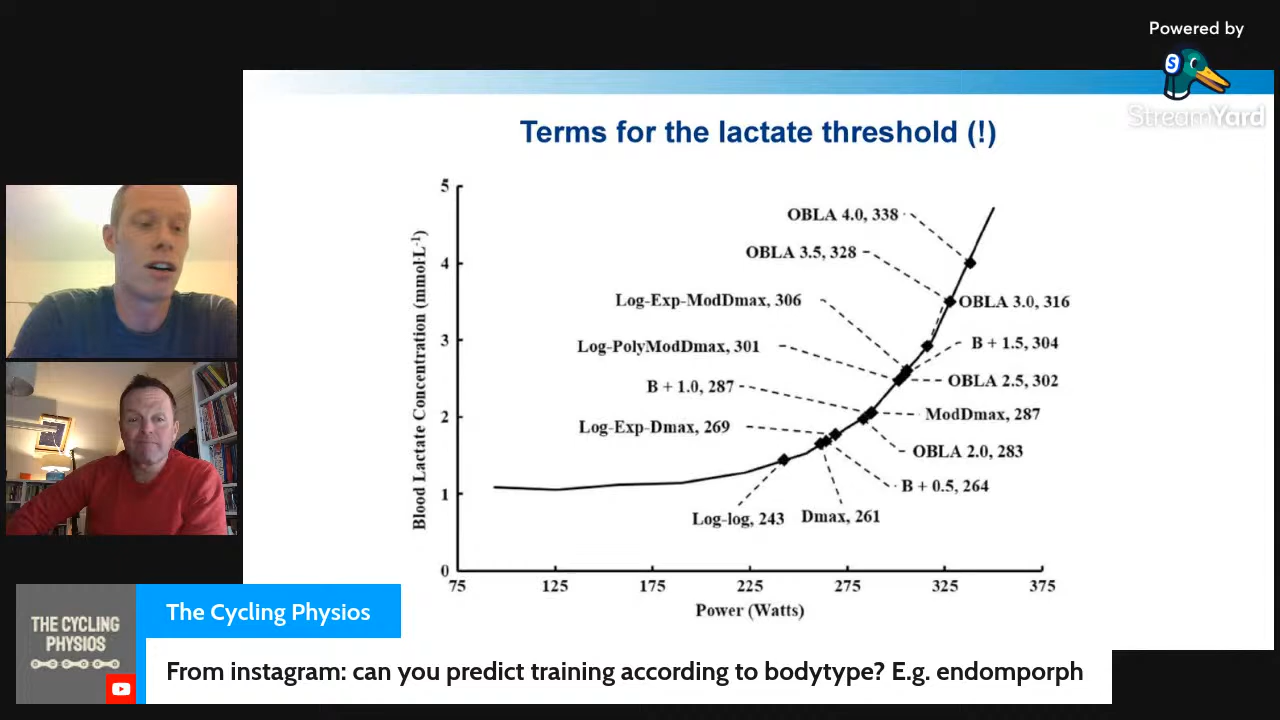 Powered by
S
StreamYard
Terms for the lactate threshold (!)
5
4
3
2
1
0
Blood Lactate Concentration (mmol·L⁻¹)
OBLA 4.0, 338
OBLA 3.5, 328
Log-Exp-ModDmax, 306
OBLA 3.0, 316
Log-PolyModDmax, 301
B + 1.5, 304
B + 1.0, 287
OBLA 2.5, 302
Log-Exp-Dmax, 269
ModDmax, 287
OBLA 2.0, 283
B + 0.5, 264
Log-log, 243
Dmax, 261
75 125 175 225 275 325 375
Power (Watts)
THE CYCLING
PHYSIOS
The Cycling Physios
From instagram: can you predict training according to bodytype? E.g. endomporph